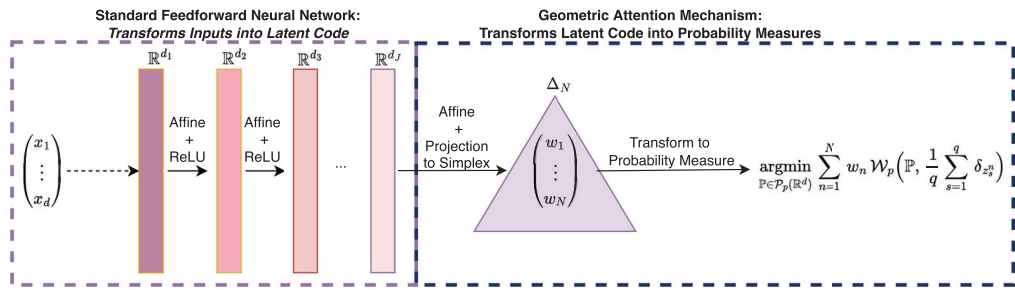 Standard Feedforward Neural Network:
Transforms Inputs into Latent Code
Geometric Attention Mechanism:
Transforms Latent Code into Probability Measures
ℝ^{d_1}
ℝ^{d_2}
ℝ^{d_3}
ℝ^{d_J}
x_1
⋮
x_d
Affine
+
ReLU
Affine
+
ReLU
...
Affine
+
Projection
to Simplex
Δ_N
w_1
⋮
w_N
Transform to
Probability Measure
argmin_{ℙ∈𝒫_p(ℝ^d)} ∑_{n=1}^{N} w_n 𝒲_p(ℙ, 1/q ∑_{s=1}^{q} δ_{z_s^n})